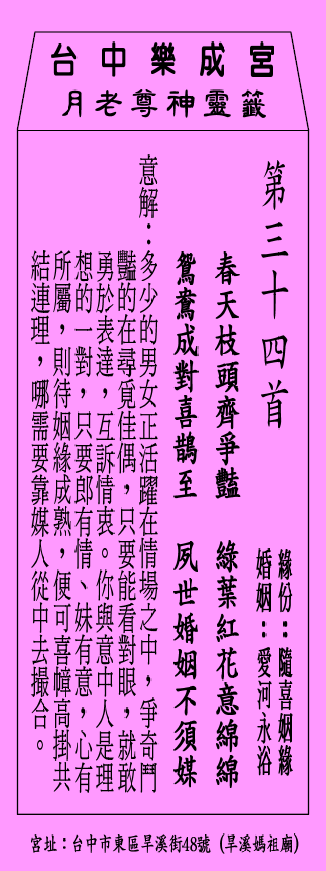 台中樂成宮
月老尊神靈籤
第三十四首
緣份：隨喜姻緣
婚姻：愛河永浴
春天枝頭齊爭豔　綠葉紅花意綿綿
鴛鴦成對喜鵲至　夙世婚姻不須媒
意解：多少的男女正活躍在情場之中，爭奇鬥
豔的在尋覓佳偶，只要能看對眼，就敢
勇於表達，互訴情衷。你與意中人是理
想的一對，只要郎有情、妹有意，心有
所屬，則待姻緣成熟，便可喜幛高掛共
結連理，哪需要靠媒人從中去撮合。
宮址：台中市東區旱溪街48號（旱溪媽祖廟）